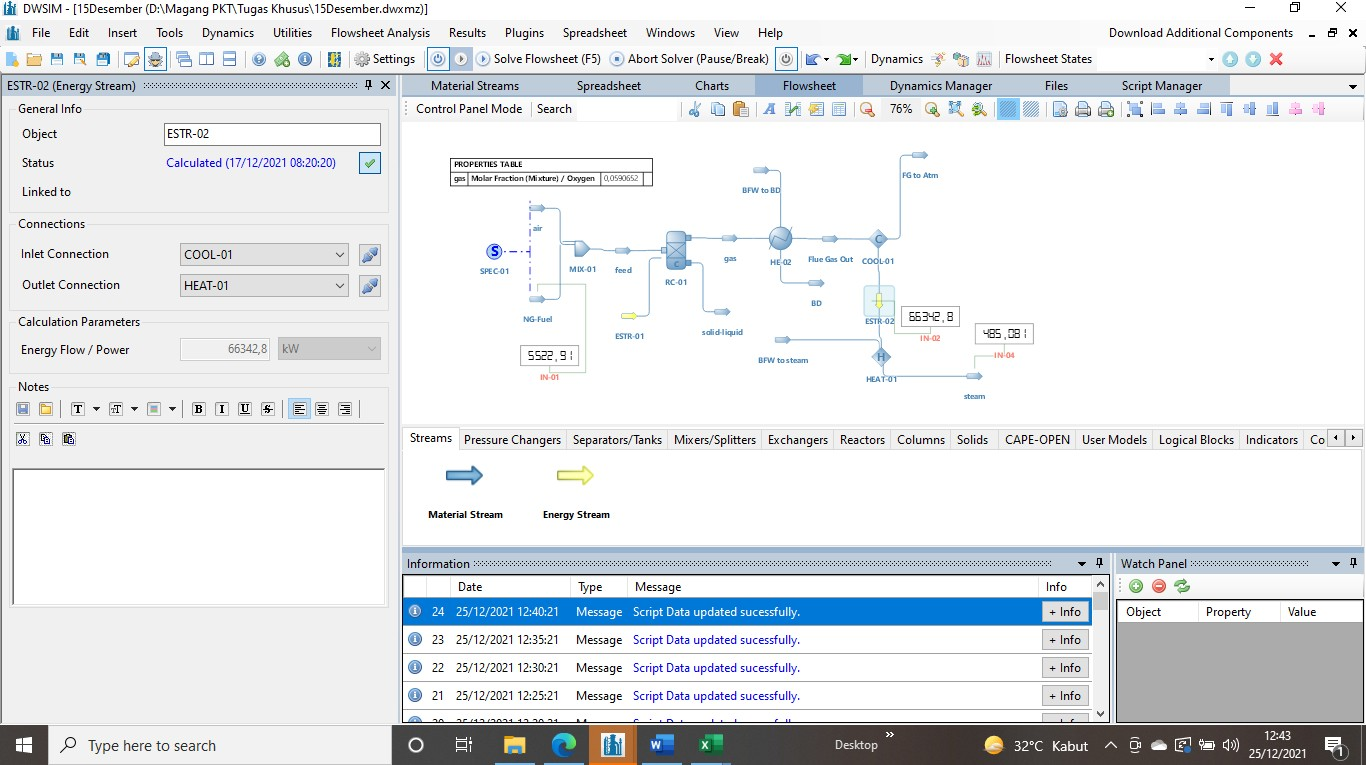 DWSIM - [15Desember (D:\Magang PKT\Tugas Khusus\15Desember.dwxmz)]
File Edit Insert Tools Dynamics Utilities Flowsheet Analysis Results Plugins Spreadsheet Windows View Help Download Additional Components
Settings Solve Flowsheet (F5) Abort Solver (Pause/Break) Dynamics Flowsheet States
ESTR-02 (Energy Stream)
General Info
Object ESTR-02
Status Calculated (17/12/2021 08:20:20)
Linked to
Connections
Inlet Connection COOL-01
Outlet Connection HEAT-01
Calculation Parameters
Energy Flow / Power 66342,8 kW
Notes
Material Streams Spreadsheet Charts Flowsheet Dynamics Manager Files Script Manager
Control Panel Mode Search 76%
PROPERTIES TABLE
gas Molar Fraction (Mixture) / Oxygen 0,0590652
FG to Atm
BFW to BD
air
SPEC-01
MIX-01
feed
RC-01
gas
HE-02
Flue Gas Out
COOL-01
NG-Fuel
ESTR-01
solid-liquid
BD
ESTR-02
66342,8
IN-02
485,081
IN-04
5522,91
IN-01
BFW to steam
HEAT-01
steam
Streams Pressure Changers Separators/Tanks Mixers/Splitters Exchangers Reactors Columns Solids CAPE-OPEN User Models Logical Blocks Indicators Co
Material Stream Energy Stream
Information
Date Type Message Info
24 25/12/2021 12:40:21 Message Script Data updated sucessfully. + Info
23 25/12/2021 12:35:21 Message Script Data updated sucessfully. + Info
22 25/12/2021 12:30:21 Message Script Data updated sucessfully. + Info
21 25/12/2021 12:25:21 Message Script Data updated sucessfully. + Info
Watch Panel
Object Property Value
Type here to search
Desktop
32°C Kabut
12:43
25/12/2021
1